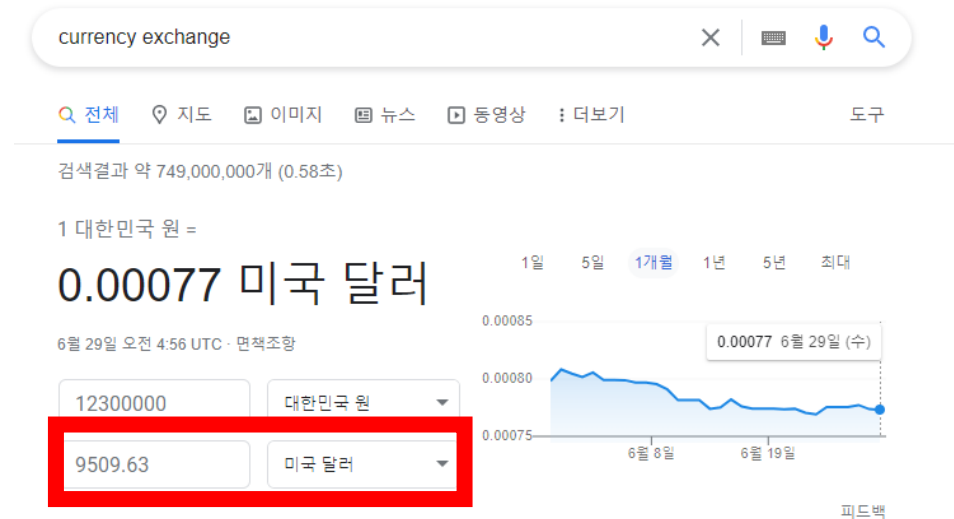 currency exchange
전체 지도 이미지 뉴스 동영상 더보기 도구
검색결과 약 749,000,000개 (0.58초)
1 대한민국 원 =
0.00077 미국 달러
6월 29일 오전 4:56 UTC · 면책조항
12300000 대한민국 원
9509.63 미국 달러
1일 5일 1개월 1년 5년 최대
0.00085
0.00077 6월 29일 (수)
0.00080
0.00075
6월 8일 6월 19일
피드백